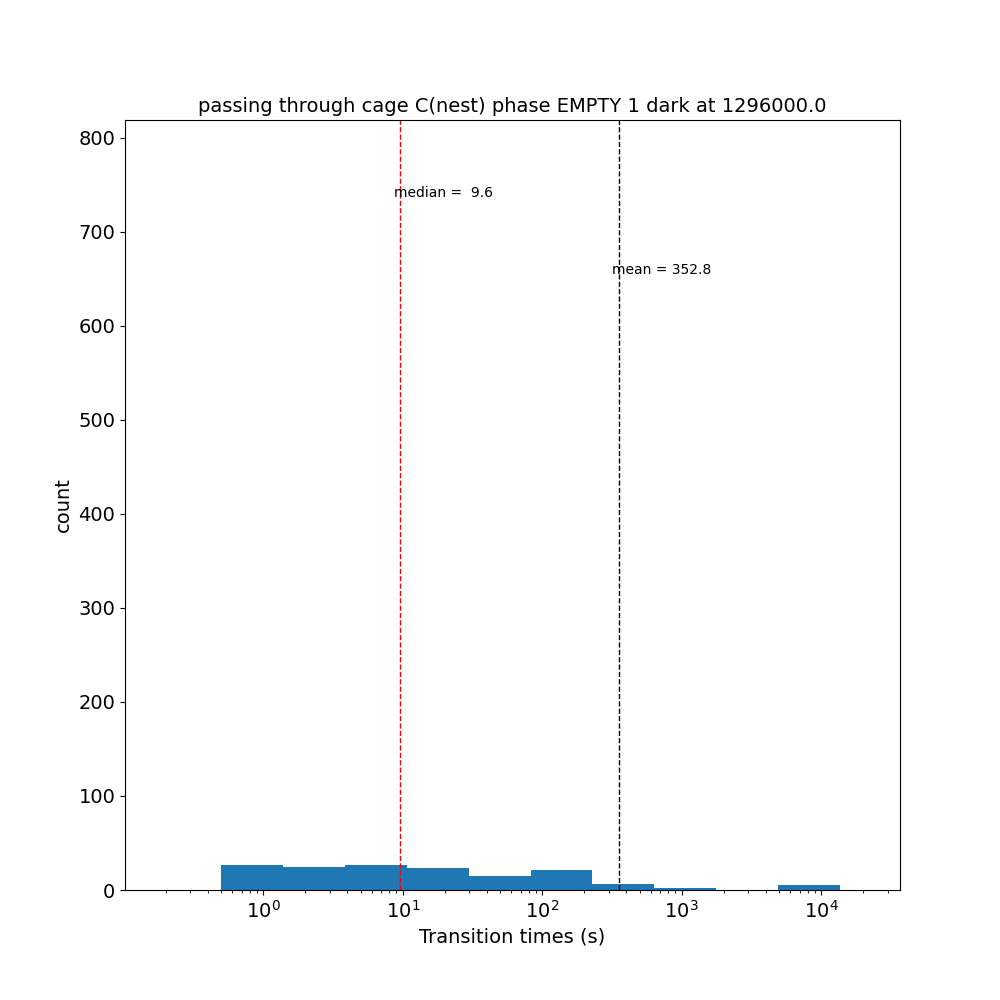 passing through cage C(nest) phase EMPTY 1 dark at 1296000.0
800
median =  9.6
700
mean = 352.8
600
500
400
count
300
200
100
0
10⁰ 10¹ 10² 10³ 10⁴
Transition times (s)